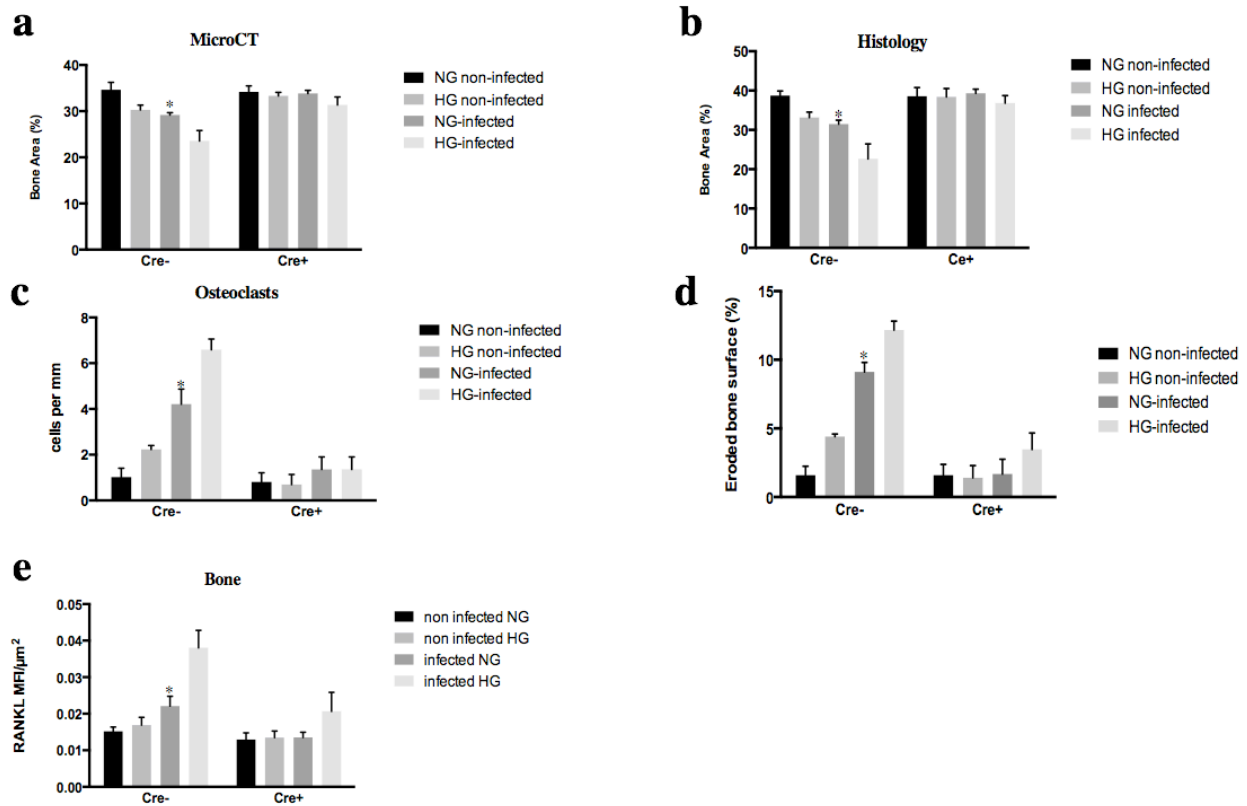 a
MicroCT
Bone Area (%)
40
30
20
10
0
Cre-
Cre+
*
NG non-infected
HG non-infected
NG-infected
HG-infected
b
Histology
Bone Area (%)
50
40
30
20
10
0
Cre-
Ce+
*
NG non-infected
HG non-infected
NG infected
HG infected
c
Osteoclasts
cells per mm
8
6
4
2
0
Cre-
Cre+
*
NG non-infected
HG non-infected
NG-infected
HG-infected
d
Eroded bone surface (%)
15
10
5
0
Cre-
Cre+
*
NG non-infected
HG non-infected
NG-infected
HG-infected
e
Bone
RANKL MFI/µm²
0.05
0.04
0.03
0.02
0.01
0.00
Cre-
Cre+
*
non infected NG
non infected HG
infected NG
infected HG